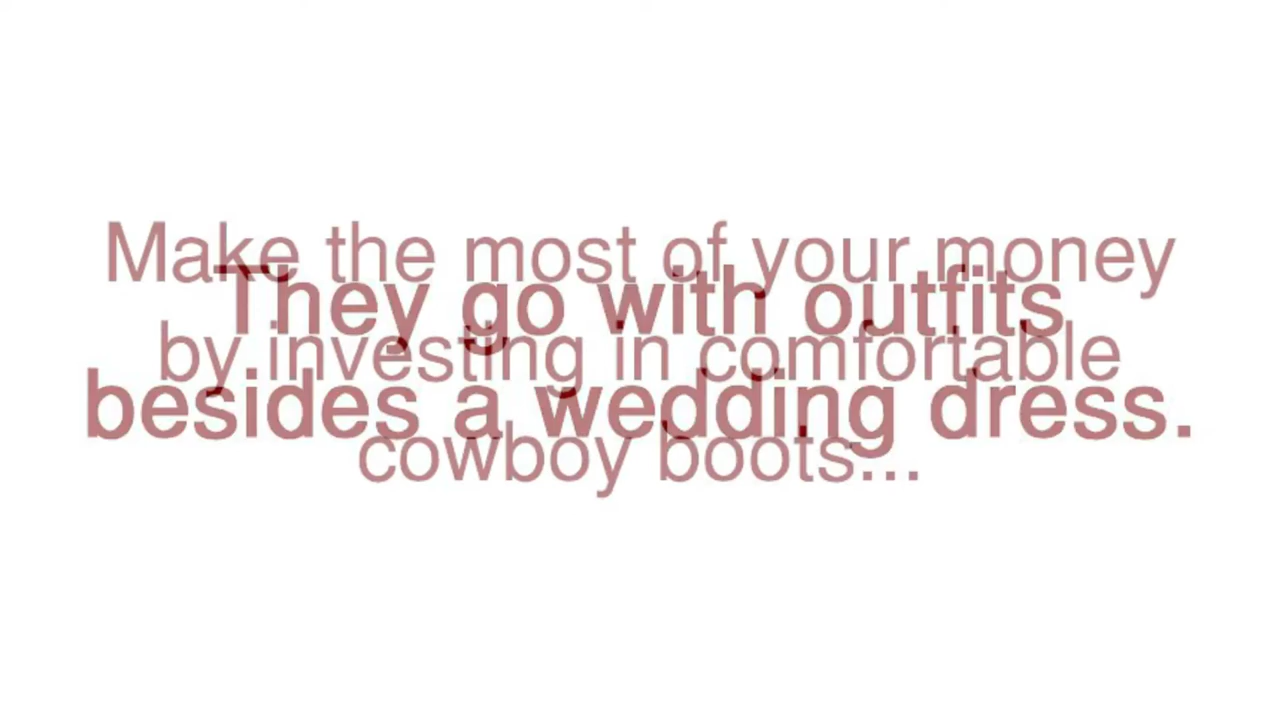 Make the most of your money
by investing in comfortable
cowboy boots...
They go with outfits
besides a wedding dress.